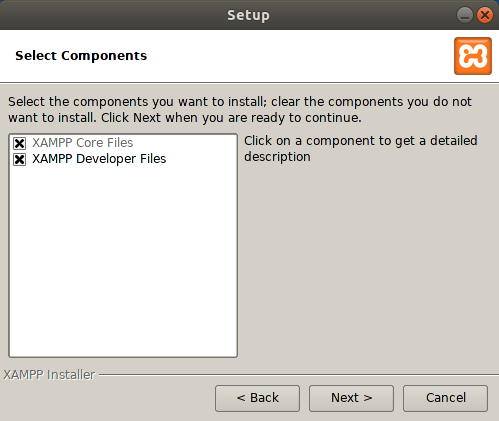 Setup
Select Components
Select the components you want to install; clear the components you do not
want to install. Click Next when you are ready to continue.
XAMPP Core Files
XAMPP Developer Files
Click on a component to get a detailed
description
XAMPP Installer
< Back
Next >
Cancel